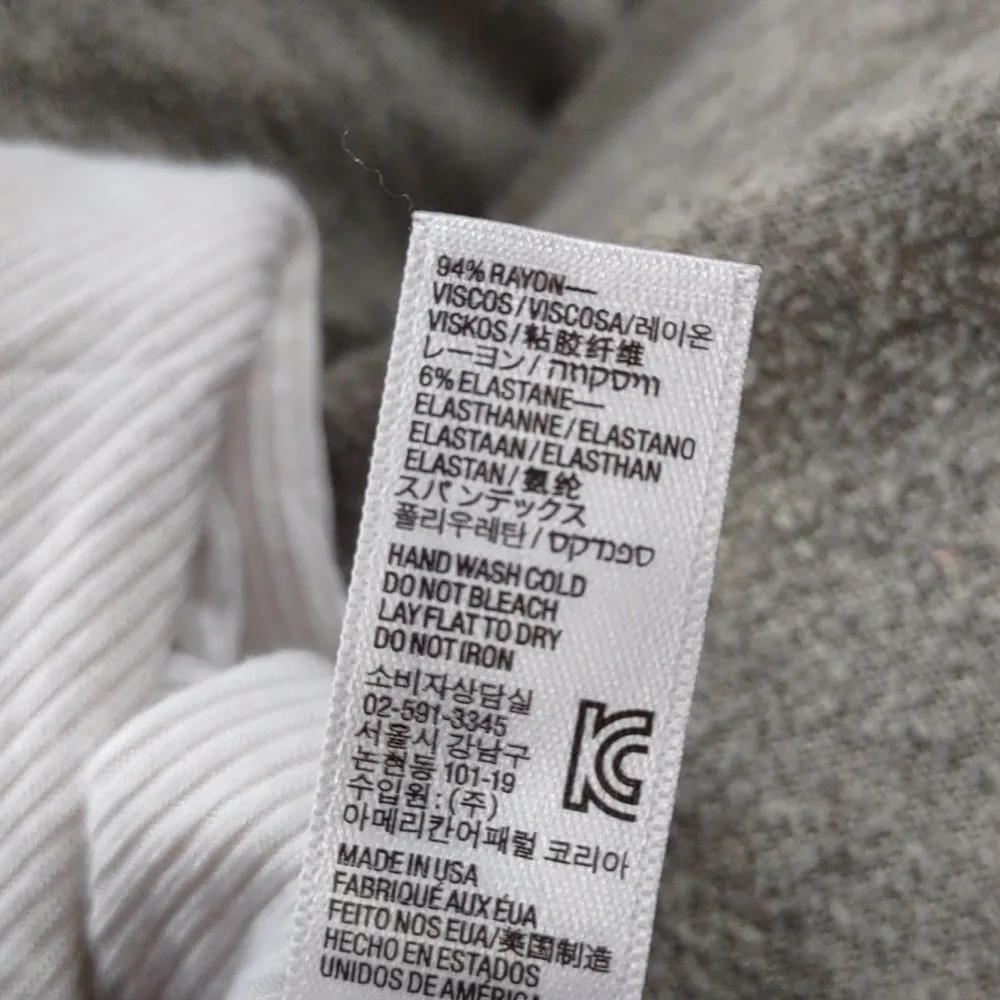 94% RAYON—
VISCOS/VISCOSA/레이온
VISKOS/粘胶纤维
レーヨン/וויסקוזה
6% ELASTANE—
ELASTHANNE/ELASTANO
ELASTAAN/ELASTHAN
ELASTAN/氨纶
スパンデックス
폴리우레탄/ספנדקס
HAND WASH COLD
DO NOT BLEACH
LAY FLAT TO DRY
DO NOT IRON
소비자상담실
02-591-3345
서울시 강남구
논현동 101-19
수입원:(주)
아메리칸어패럴 코리아
KC
MADE IN USA
FABRIQUÉ AUX ÉUA
FEITO NOS EUA/美国制造
HECHO EN ESTADOS
UNIDOS DE AMÉRICA